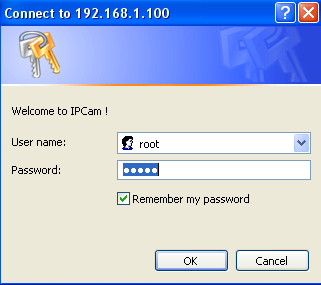 Connect to 192.168.1.100
Welcome to IPCam !
User name:
root
Password:
•••••
Remember my password
OK
Cancel